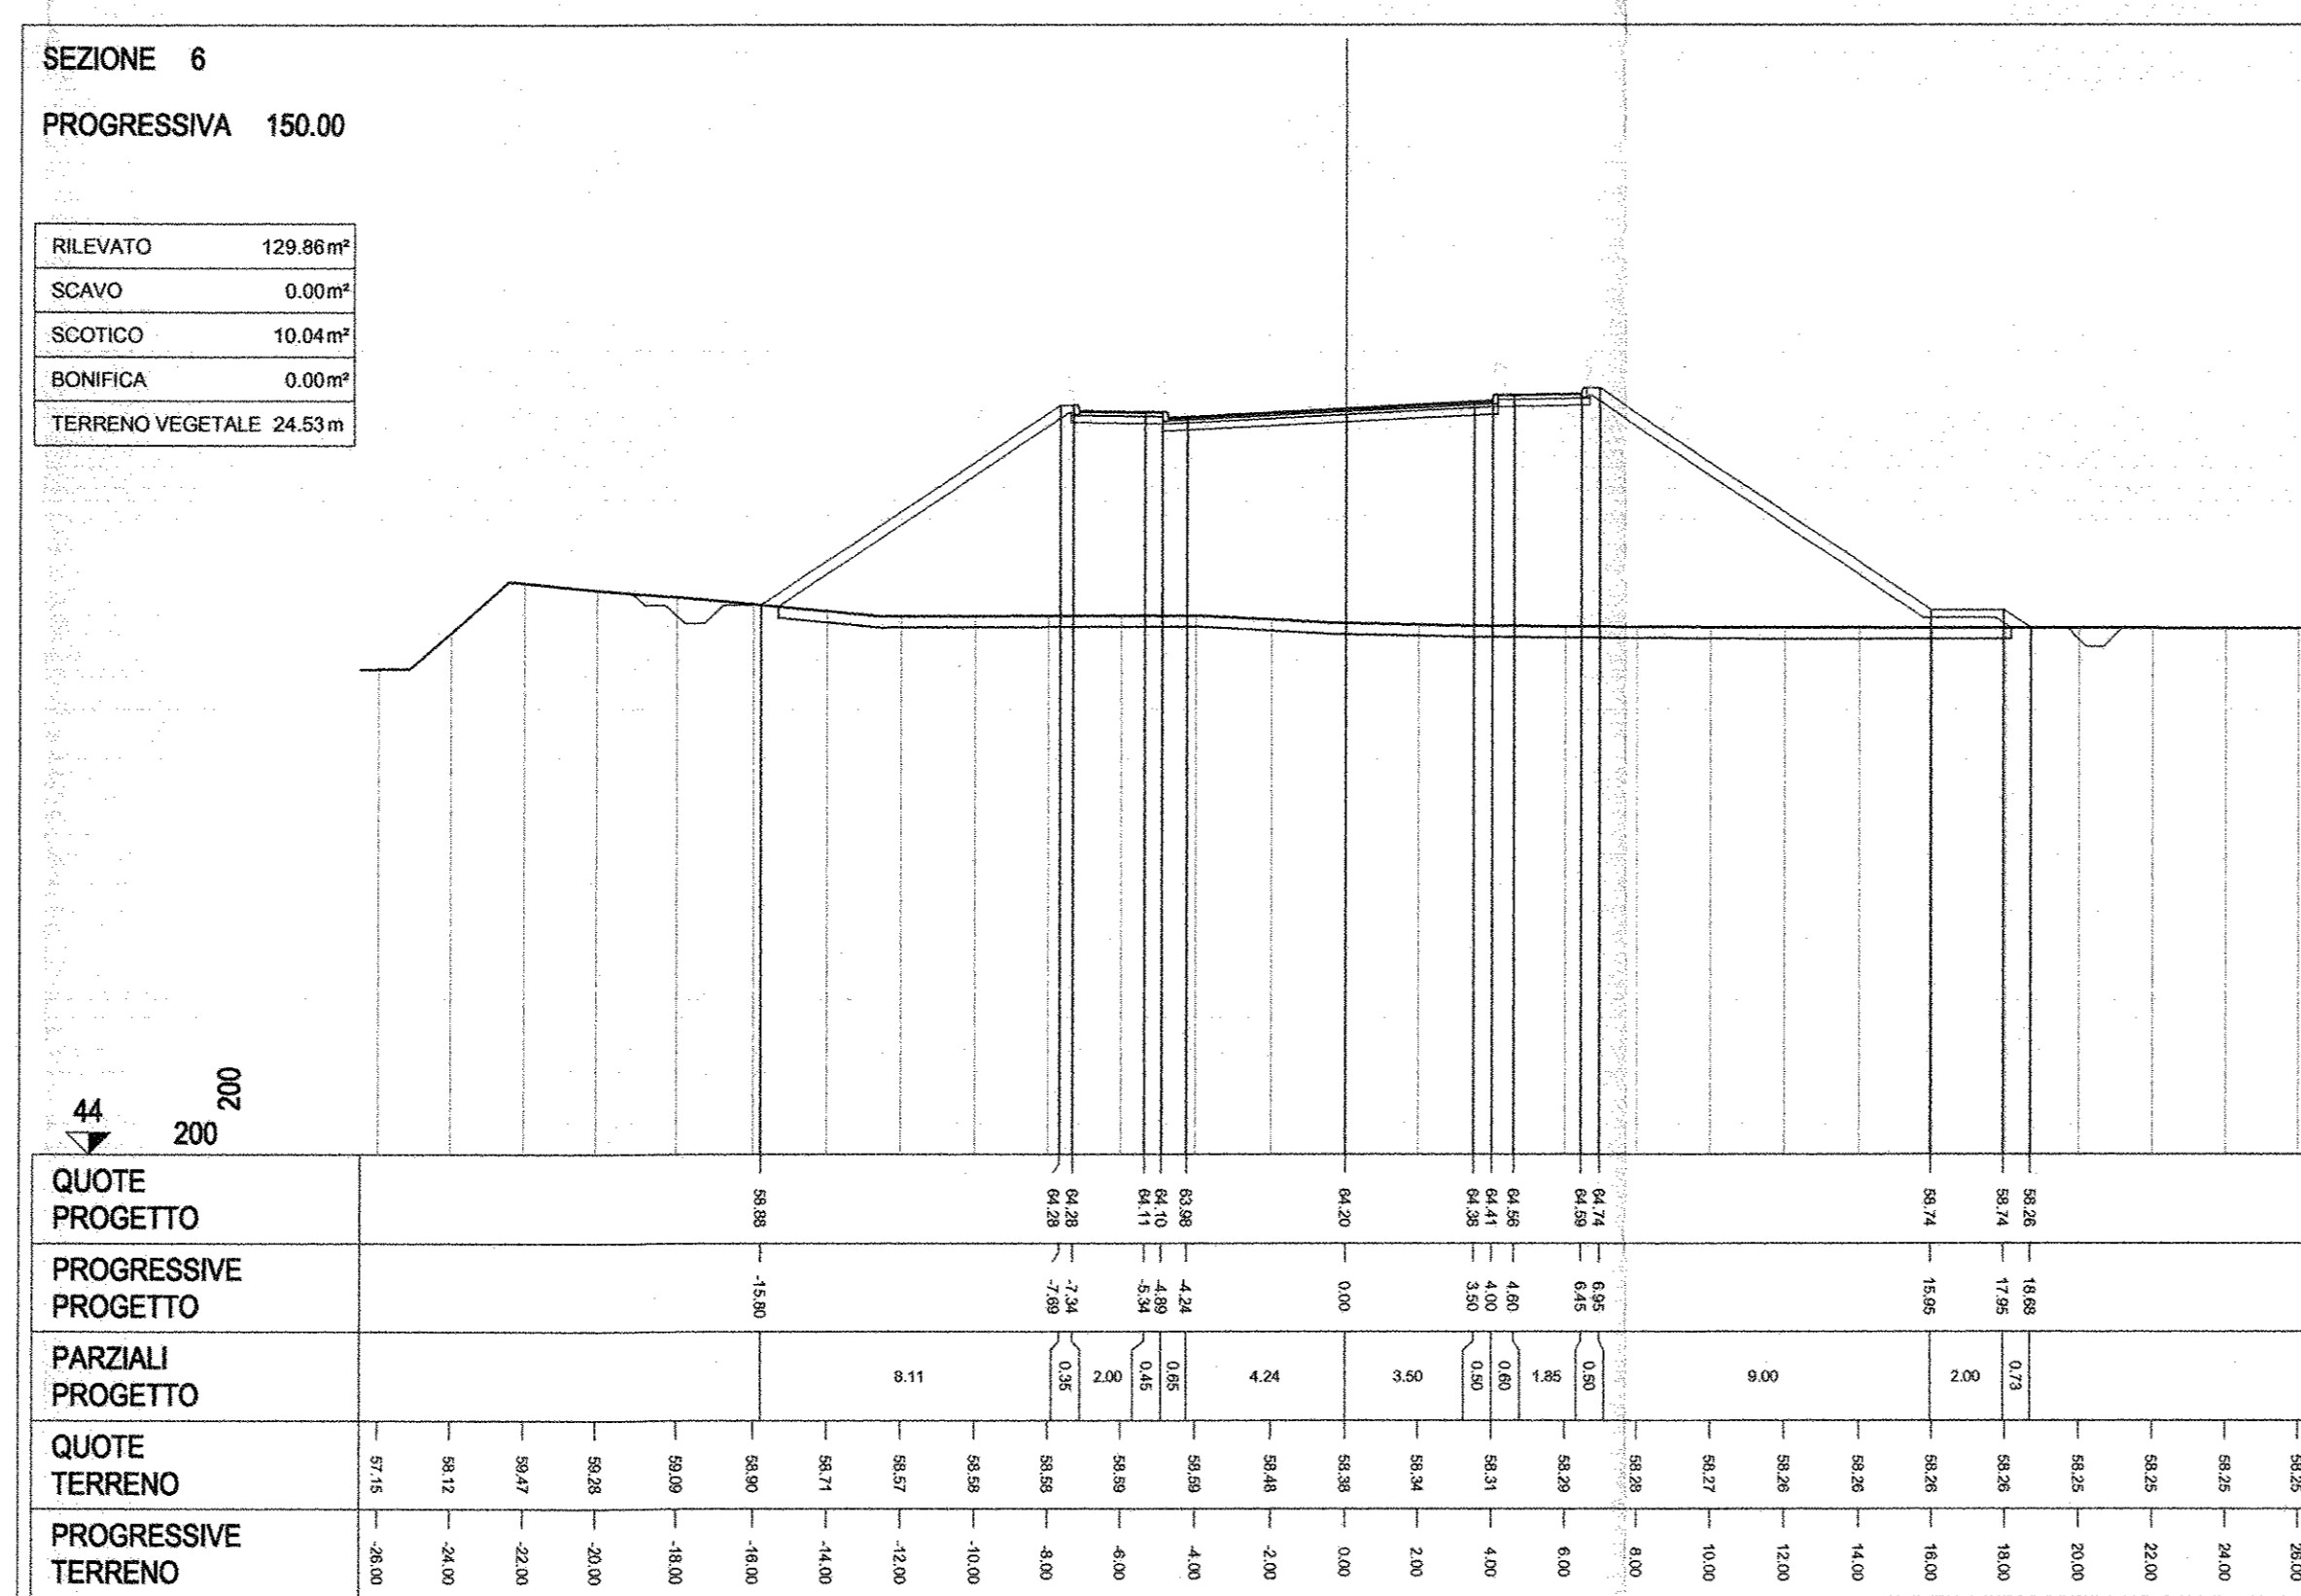 SEZIONE 6
PROGRESSIVA 150.00
RILEVATO 129.86 m²
SCAVO 0.00 m²
SCOTICO 10.04 m²
BONIFICA 0.00 m²
TERRENO VEGETALE 24.53 m
200
44
200
QUOTE
PROGETTO
58.88 64.28 64.28 64.11 64.10 63.98 64.20 64.38 64.41 64.56 64.59 64.74 58.74 58.74 58.26
PROGRESSIVE
PROGETTO
-15.80 -7.69 -7.34 -5.34 -4.89 -4.24 0.00 3.50 4.00 4.60 6.45 6.95 15.95 17.95 18.68
PARZIALI
PROGETTO
8.11 0.35 2.00 0.45 0.65 4.24 3.50 0.50 0.60 1.85 0.50 9.00 2.00 0.73
QUOTE
TERRENO
57.15 58.12 59.47 59.28 59.09 58.90 58.71 58.57 58.58 58.58 58.59 58.59 58.48 58.38 58.34 58.31 58.29 58.28 58.27 58.26 58.26 58.26 58.26 58.25 58.25 58.25 58.25
PROGRESSIVE
TERRENO
-26.00 -24.00 -22.00 -20.00 -18.00 -16.00 -14.00 -12.00 -10.00 -8.00 -6.00 -4.00 -2.00 0.00 2.00 4.00 6.00 8.00 10.00 12.00 14.00 16.00 18.00 20.00 22.00 24.00 26.00